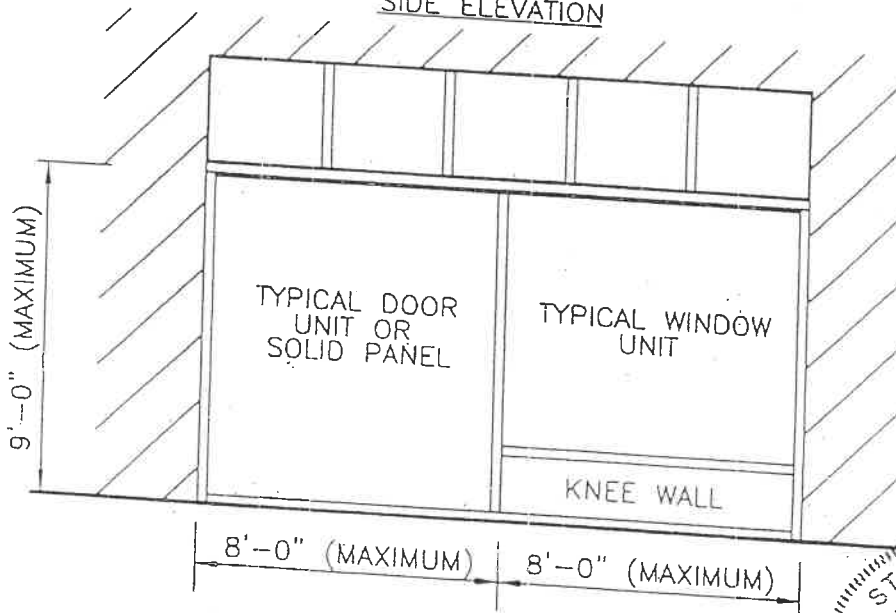 SIDE ELEVATION
9'-0" (MAXIMUM)
TYPICAL DOOR
UNIT OR
SOLID PANEL
TYPICAL WINDOW
UNIT
KNEE WALL
8'-0" (MAXIMUM)
8'-0" (MAXIMUM)
ST